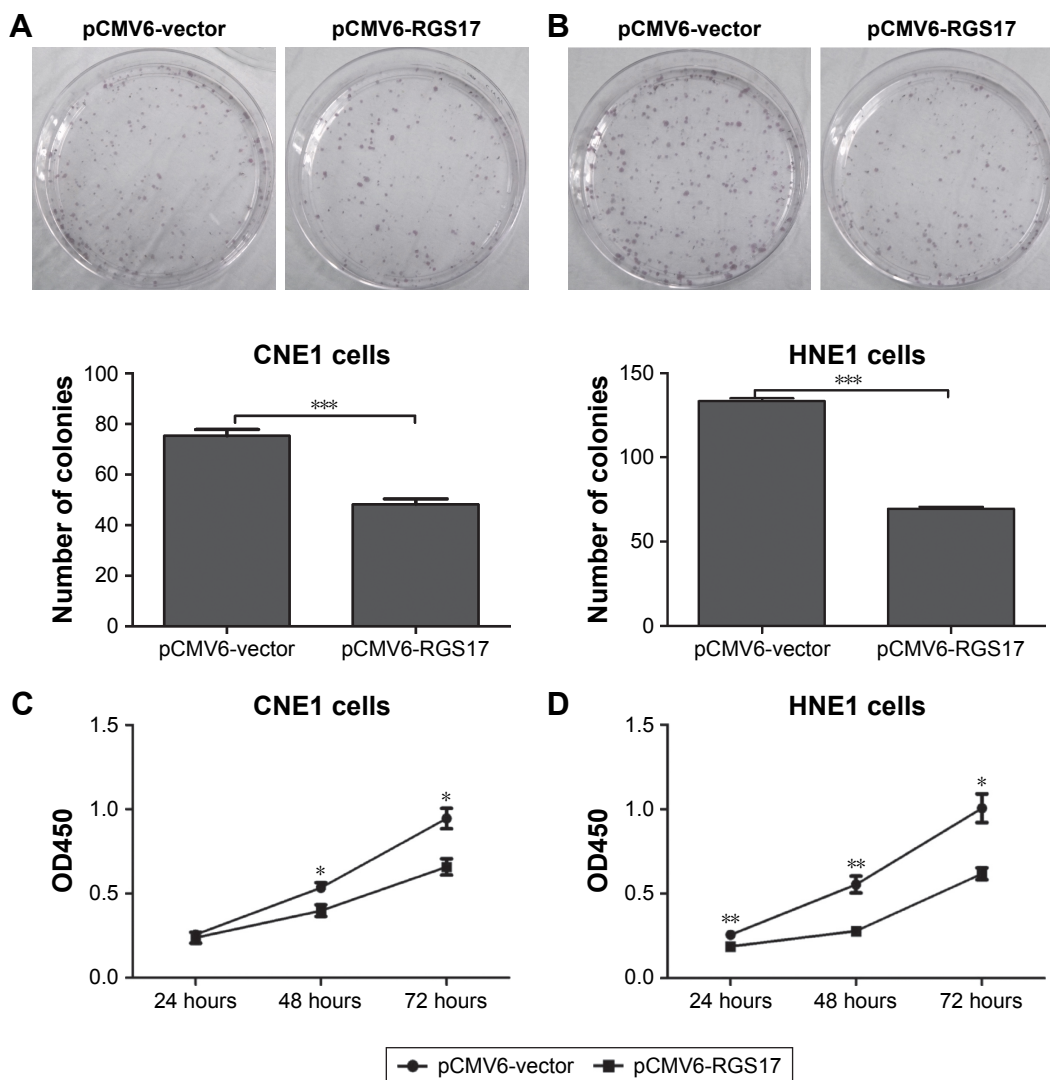 A
pCMV6-vector
pCMV6-RGS17
B
pCMV6-vector
pCMV6-RGS17
CNE1 cells
Number of colonies
100
80
60
40
20
0
***
pCMV6-vector
pCMV6-RGS17
HNE1 cells
Number of colonies
150
100
50
0
***
pCMV6-vector
pCMV6-RGS17
C
CNE1 cells
OD450
1.5
1.0
0.5
0.0
*
*
24 hours
48 hours
72 hours
D
HNE1 cells
OD450
1.5
1.0
0.5
0.0
**
**
*
24 hours
48 hours
72 hours
pCMV6-vector
pCMV6-RGS17